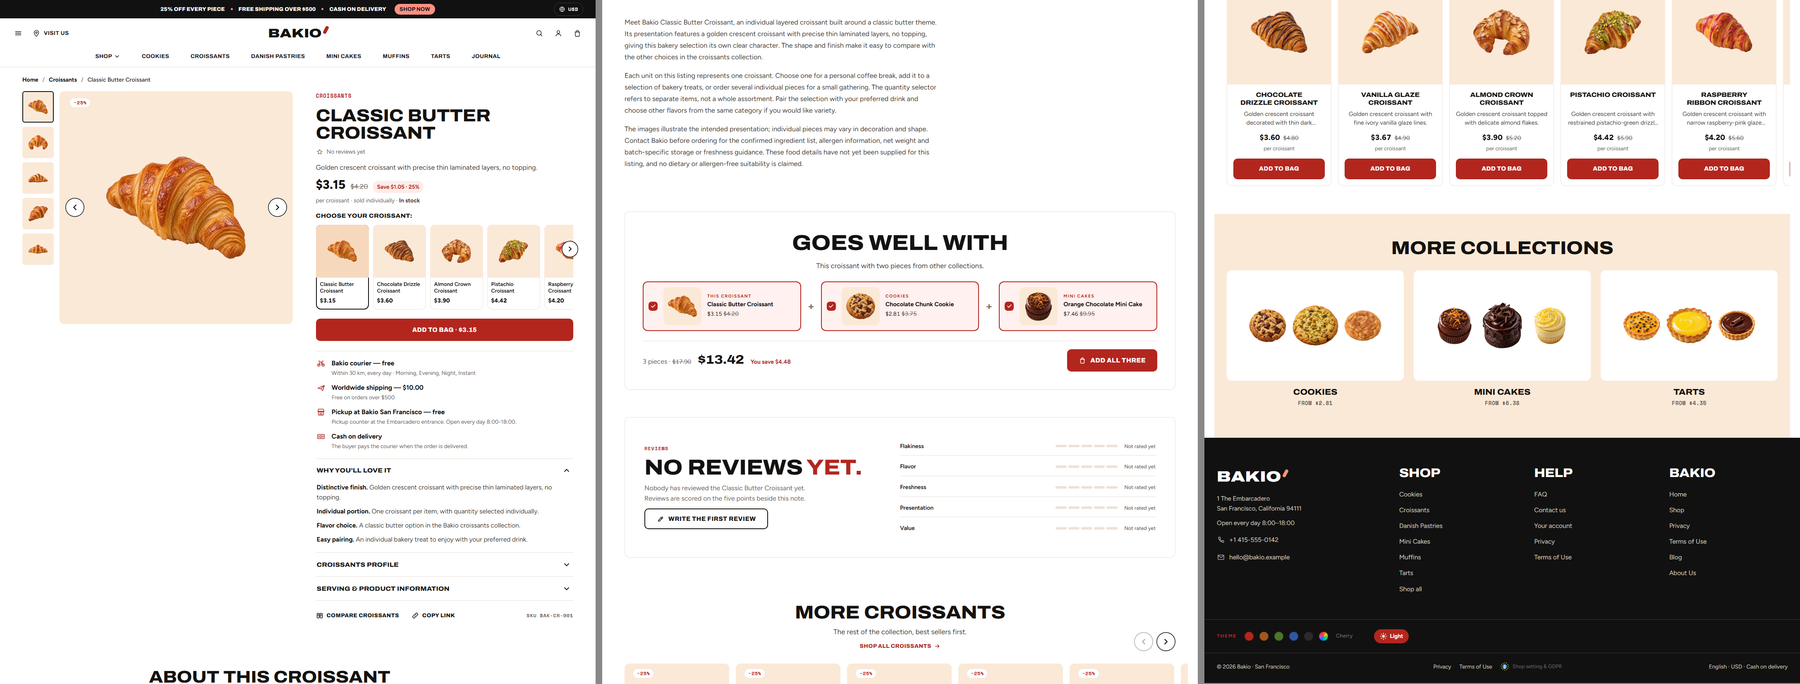 25% OFF EVERY PIECE • FREE SHIPPING OVER $500 • CASH ON DELIVERY SHOP NOW
USD
VISIT US
BAKIO
SHOP COOKIES CROISSANTS DANISH PASTRIES MINI CAKES MUFFINS TARTS JOURNAL
Home / Croissants / Classic Butter Croissant
-25%
CROISSANTS
CLASSIC BUTTER
CROISSANT
No reviews yet
Golden crescent croissant with precise thin laminated layers, no topping.
$3.15 $4.20 Save $1.05 · 25%
per croissant · sold individually · In stock
CHOOSE YOUR CROISSANT:
Classic Butter Croissant $3.15
Chocolate Drizzle Croissant $3.60
Almond Crown Croissant $3.90
Pistachio Croissant $4.42
Raspberry Croissant $4.20
ADD TO BAG · $3.15
Bakio courier — free
Within 30 km, every day · Morning, Evening, Night, Instant
Worldwide shipping — $10.00
Free on orders over $500
Pickup at Bakio San Francisco — free
Pickup counter at the Embarcadero entrance. Open every day 8:00–18:00.
Cash on delivery
The buyer pays the courier when the order is delivered.
WHY YOU'LL LOVE IT
Distinctive finish. Golden crescent croissant with precise thin laminated layers, no
topping.
Individual portion. One croissant per item, with quantity selected individually.
Flavor choice. A classic butter option in the Bakio croissants collection.
Easy pairing. An individual bakery treat to enjoy with your preferred drink.
CROISSANTS PROFILE
SERVING & PRODUCT INFORMATION
COMPARE CROISSANTS COPY LINK SKU BAK-CR-001
ABOUT THIS CROISSANT
Meet Bakio Classic Butter Croissant, an individual layered croissant built around a classic butter theme.
Its presentation features a golden crescent croissant with precise thin laminated layers, no topping,
giving this bakery selection its own clear character. The shape and finish make it easy to compare with
the other choices in the croissants collection.
Each unit on this listing represents one croissant. Choose one for a personal coffee break, add it to a
selection of bakery treats, or order several individual pieces for a small gathering. The quantity selector
refers to separate items, not a whole assortment. Pair the selection with your preferred drink and
choose other flavors from the same category if you would like variety.
The images illustrate the intended presentation; individual pieces may vary in decoration and shape.
Contact Bakio before ordering for the confirmed ingredient list, allergen information, net weight and
batch-specific storage or freshness guidance. These food details have not yet been supplied for this
listing, and no dietary or allergen-free suitability is claimed.
GOES WELL WITH
This croissant with two pieces from other collections.
THIS CROISSANT
Classic Butter Croissant
$3.15 $4.20
+
COOKIES
Chocolate Chunk Cookie
$2.81 $3.75
+
MINI CAKES
Orange Chocolate Mini Cake
$7.46 $9.95
3 pieces · $17.90 $13.42 You save $4.48
ADD ALL THREE
REVIEWS
NO REVIEWS YET.
Nobody has reviewed the Classic Butter Croissant yet.
Reviews are scored on the five points beside this note.
WRITE THE FIRST REVIEW
Flakiness Not rated yet
Flavor Not rated yet
Freshness Not rated yet
Presentation Not rated yet
Value Not rated yet
MORE CROISSANTS
The rest of the collection, best sellers first.
SHOP ALL CROISSANTS →
-25% -25% -25% -25% -25%
CHOCOLATE
DRIZZLE CROISSANT
Golden crescent croissant
decorated with thin dark...
$3.60 $4.80
per croissant
ADD TO BAG
VANILLA GLAZE
CROISSANT
Golden crescent croissant with
fine ivory vanilla glaze lines.
$3.67 $4.90
per croissant
ADD TO BAG
ALMOND CROWN
CROISSANT
Golden crescent croissant topped
with delicate almond flakes.
$3.90 $5.20
per croissant
ADD TO BAG
PISTACHIO CROISSANT
Golden crescent croissant with
restrained pistachio-green drizzl...
$4.42 $5.90
per croissant
ADD TO BAG
RASPBERRY
RIBBON CROISSANT
Golden crescent croissant with
narrow raspberry-pink glaze...
$4.20 $5.60
per croissant
ADD TO BAG
MORE COLLECTIONS
COOKIES
FROM $2.81
MINI CAKES
FROM $6.38
TARTS
FROM $4.35
BAKIO
1 The Embarcadero
San Francisco, California 94111
Open every day 8:00–18:00
+1 415-555-0142
hello@bakio.example
SHOP
Cookies
Croissants
Danish Pastries
Mini Cakes
Muffins
Tarts
Shop all
HELP
FAQ
Contact us
Your account
Privacy
Terms of Use
BAKIO
Home
Shop
Privacy
Terms of Use
Blog
About Us
THEME Cherry Light
© 2026 Bakio · San Francisco
Privacy Terms of Use Shop setting & GDPR
English · USD · Cash on delivery